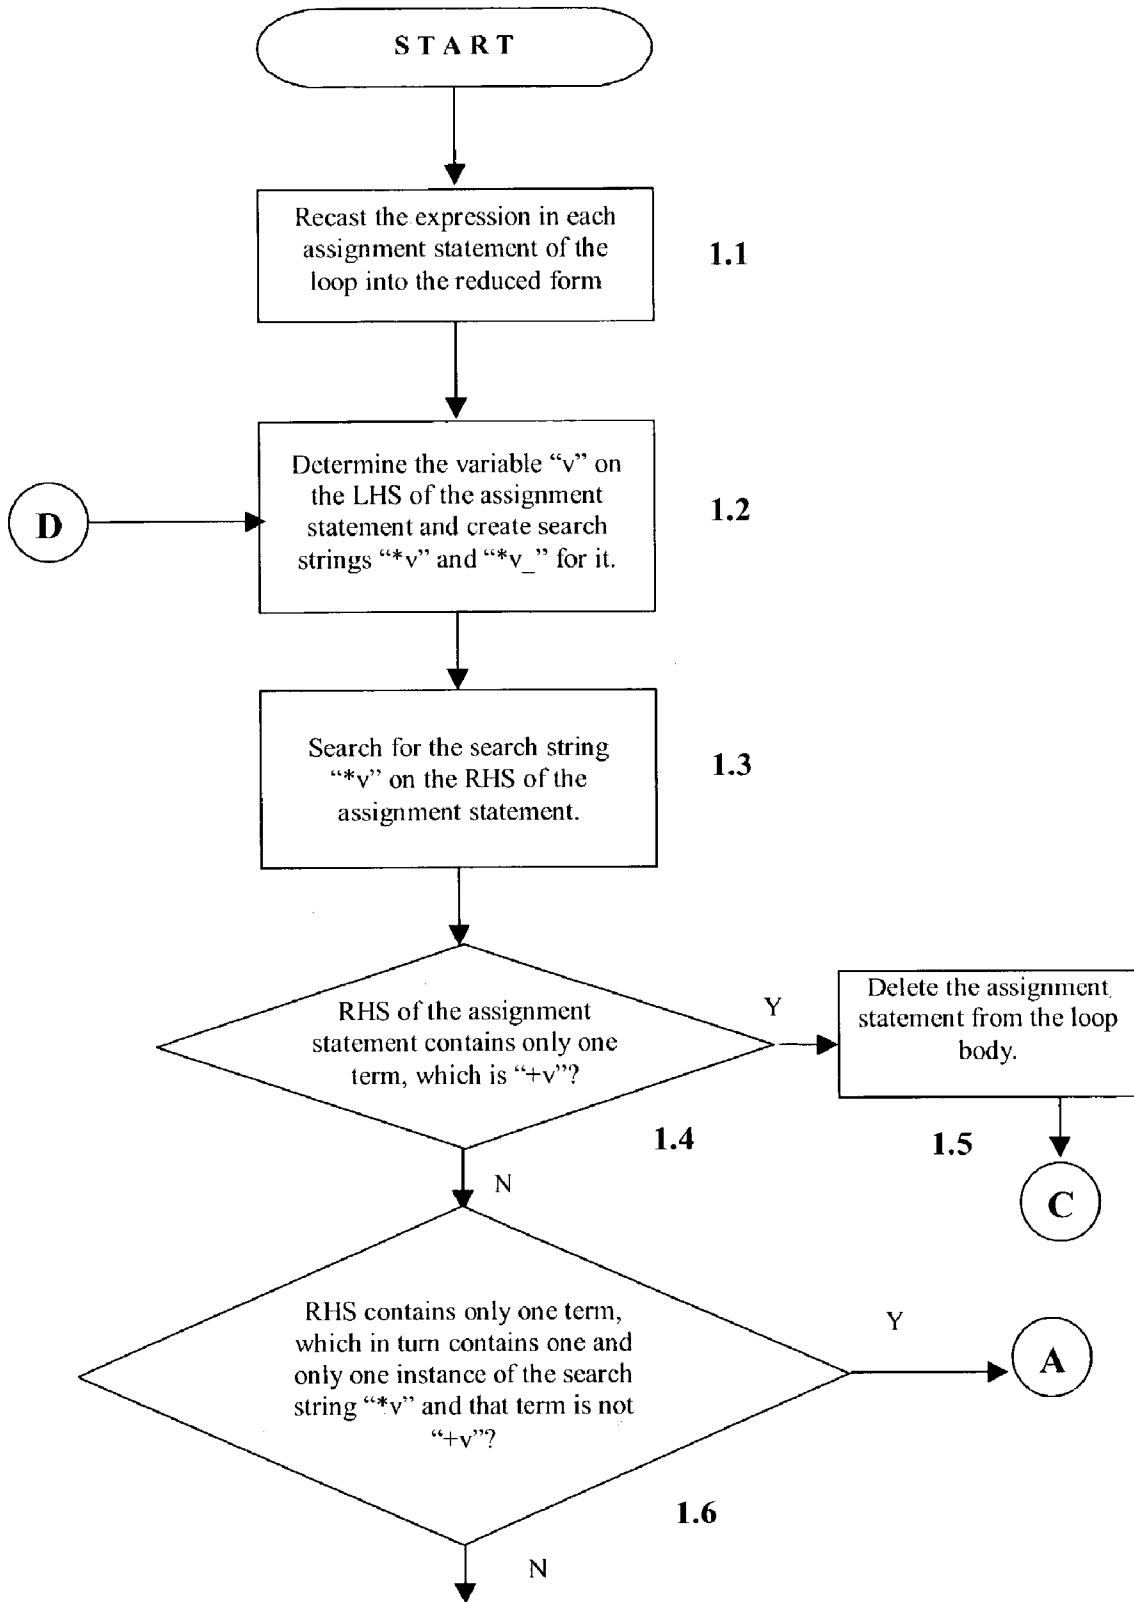 START
Recast the expression in each
assignment statement of the
loop into the reduced form
1.1
Determine the variable “v” on
the LHS of the assignment
statement and create search
strings “*v” and “*v_” for it.
D
1.2
Search for the search string
“*v” on the RHS of the
assignment statement.
1.3
RHS of the assignment
statement contains only one
term, which is “+v”?
Y
Delete the assignment
statement from the loop
body.
1.4
1.5
N
C
RHS contains only one term,
which in turn contains one and
only one instance of the search
string “*v” and that term is not
“+v”?
Y
A
1.6
N